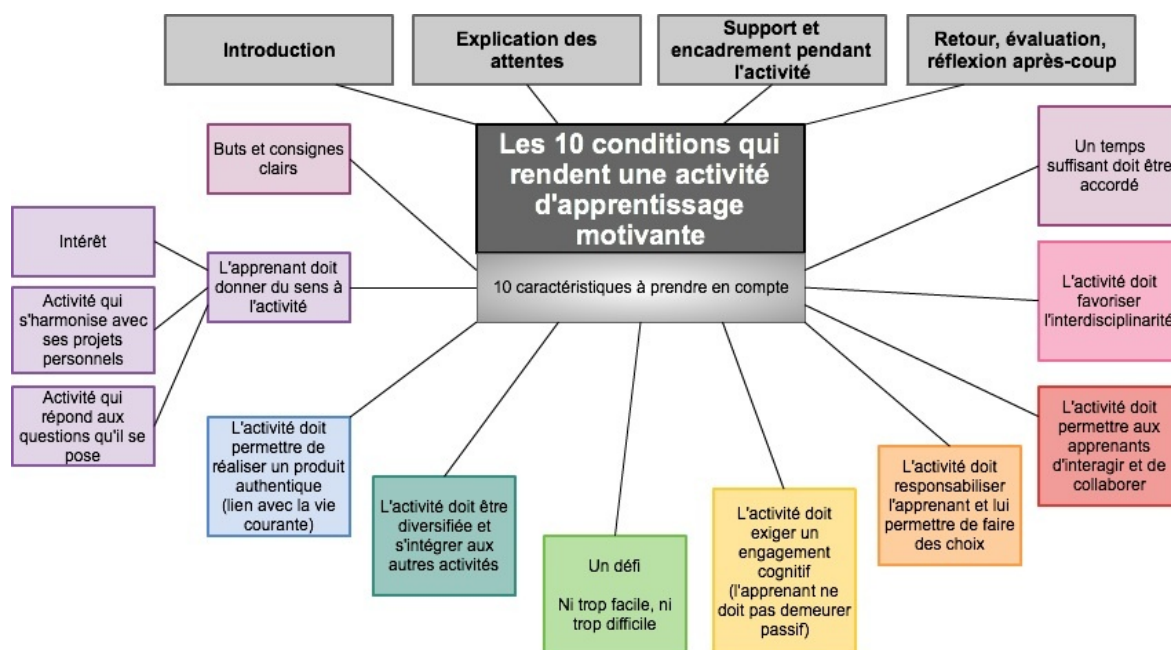 Introduction
Explication des
attentes
Support et
encadrement pendant
l'activité
Retour, évaluation,
réflexion après-coup
Les 10 conditions qui
rendent une activité
d'apprentissage
motivante
10 caractéristiques à prendre en compte
Buts et consignes
clairs
L'apprenant doit
donner du sens à
l'activité
Intérêt
Activité qui
s'harmonise avec
ses projets
personnels
Activité qui
répond aux
questions qu'il se
pose
L'activité doit
permettre de
réaliser un produit
authentique
(lien avec la vie
courante)
L'activité doit être
diversifiée et
s'intégrer aux
autres activités
Un défi
Ni trop facile, ni
trop difficile
L'activité doit
exiger un
engagement
cognitif
(l'apprenant ne
doit pas demeurer
passif)
L'activité doit
responsabiliser
l'apprenant et lui
permettre de faire
des choix
L'activité doit
permettre aux
apprenants
d'interagir et de
collaborer
L'activité doit
favoriser
l'interdisciplinarité
Un temps
suffisant doit être
accordé